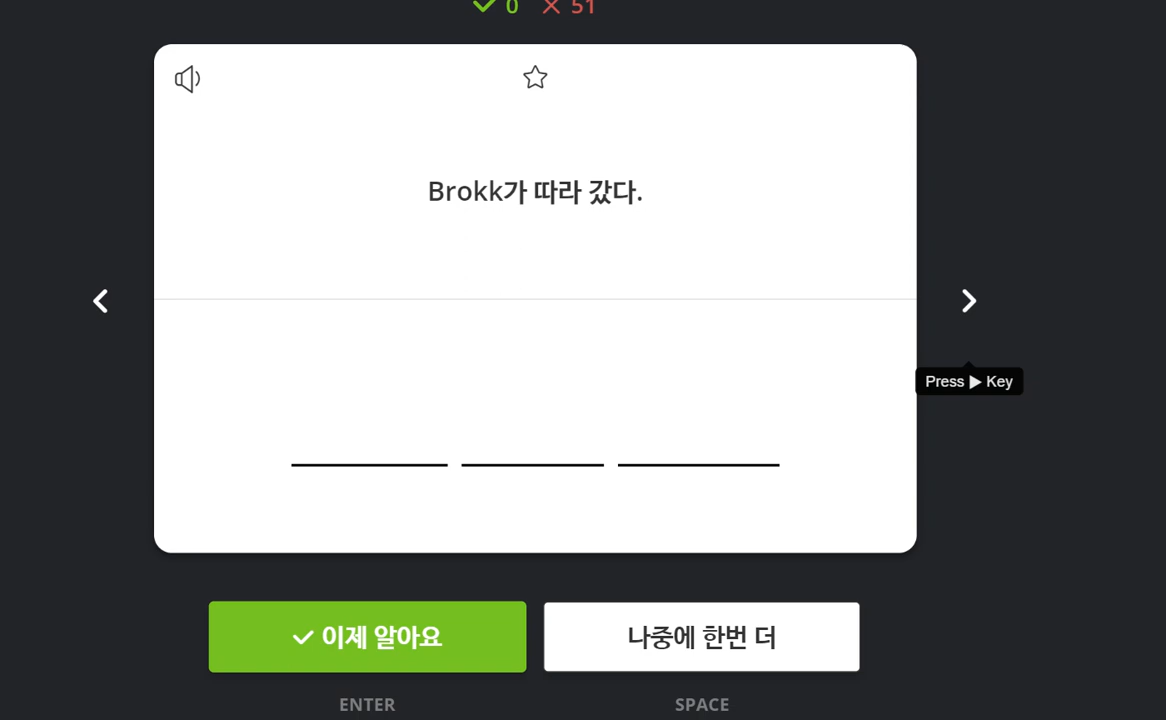 0 51
Brokk가 따라 갔다.
Press ▶ Key
이제 알아요
나중에 한번 더
ENTER
SPACE